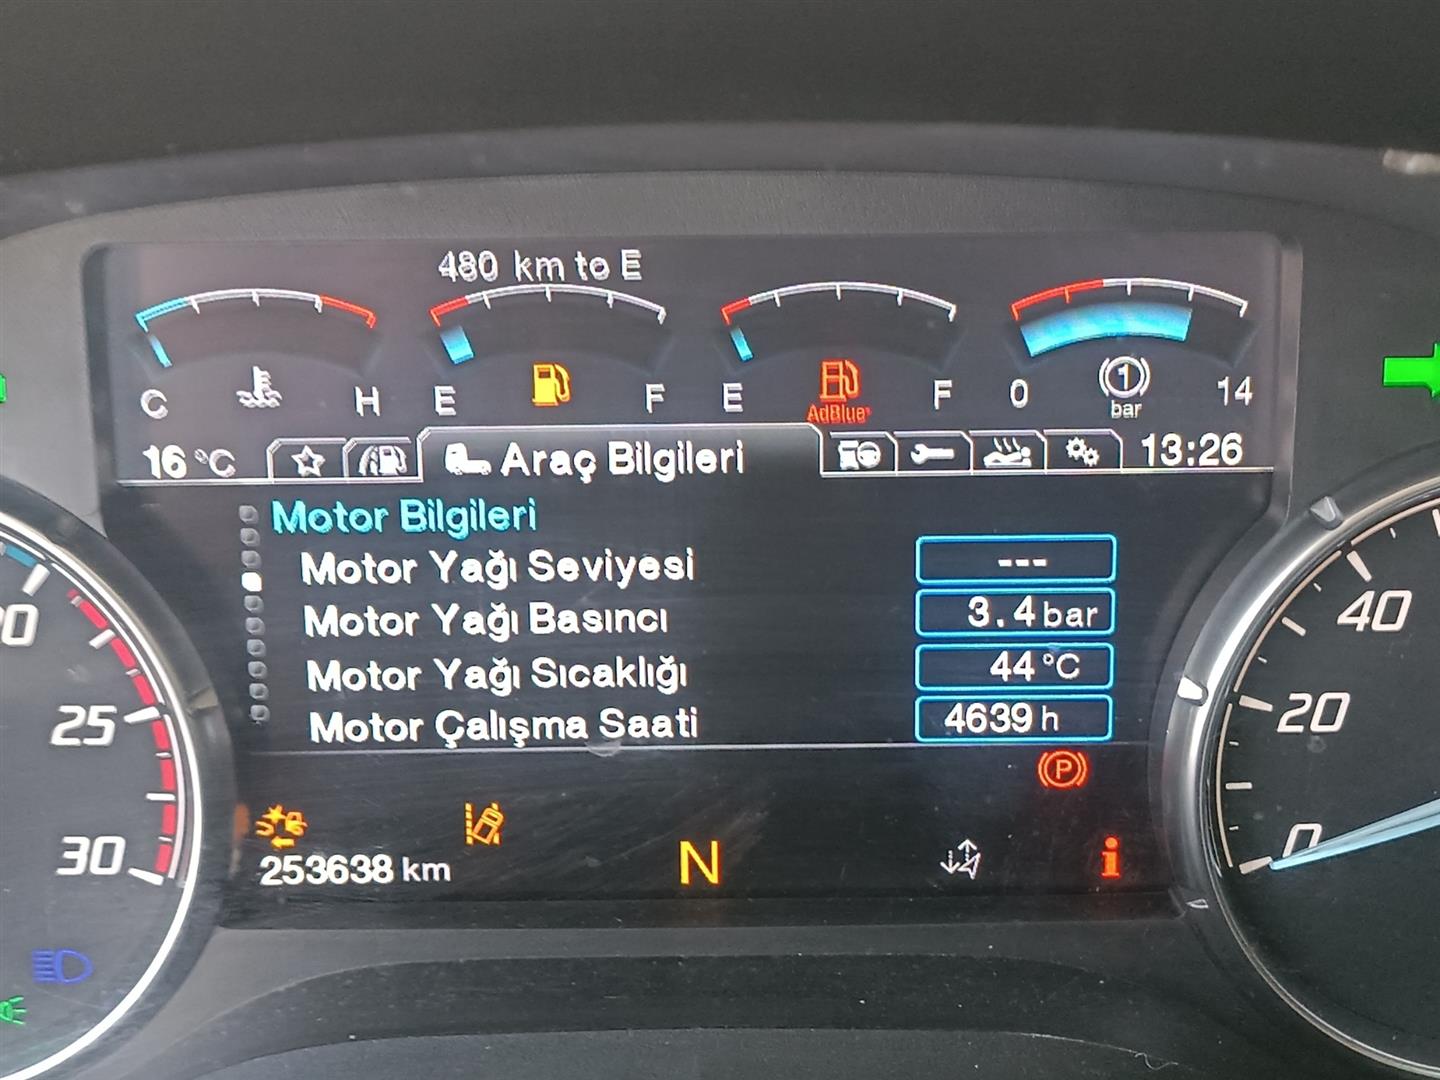 480 km to E
C H E F E F 0 1 14
AdBlue
bar
16 °C Araç Bilgileri 13:26
Motor Bilgileri
Motor Yağı Seviyesi ---
Motor Yağı Basıncı 3.4 bar
Motor Yağı Sıcaklığı 44 °C
Motor Çalışma Saati 4639 h
P
253638 km N i
25
30
40
20
0